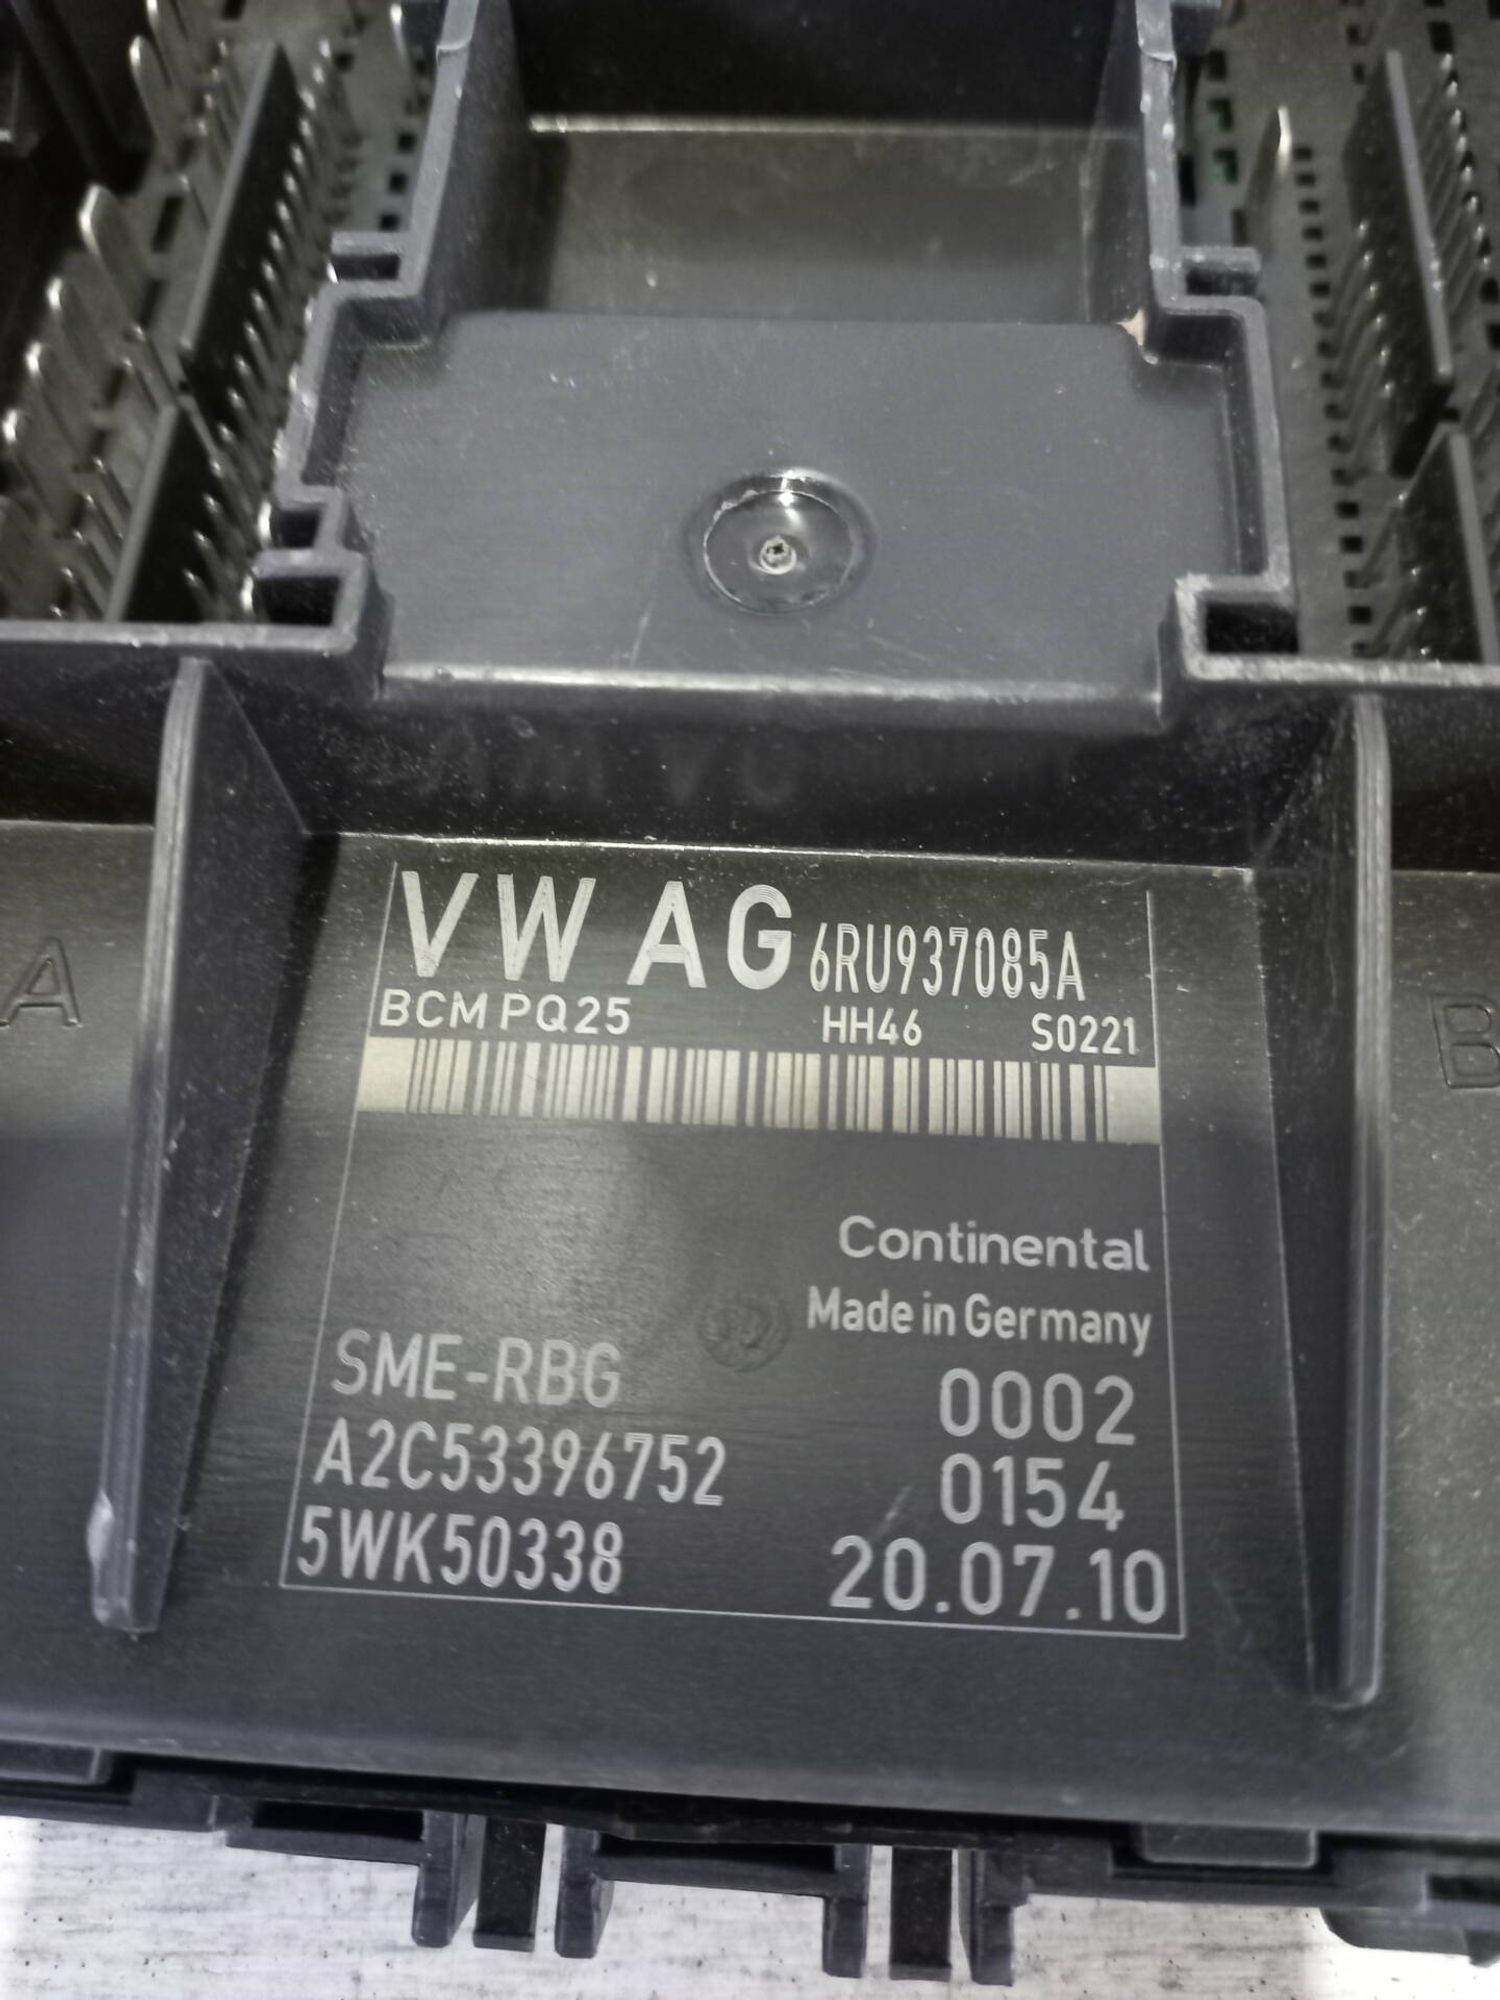 VW AG 6RU937085A
BCM PQ25 HH46 S0221
A
B
Continental
Made in Germany
SME-RBG 0002
A2C53396752 0154
5WK50338 20.07.10